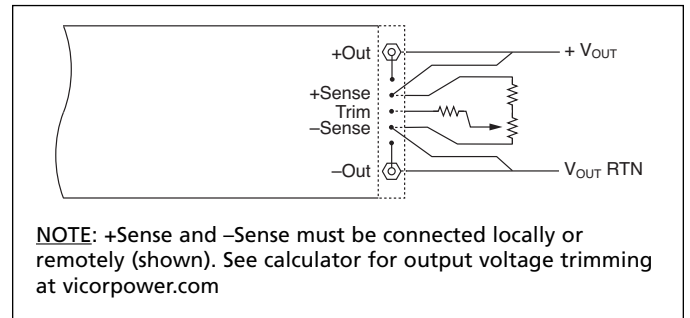 +Out
+ VOUT
+Sense
Trim
–Sense
–Out
VOUT RTN
NOTE: +Sense and –Sense must be connected locally or
remotely (shown). See calculator for output voltage trimming
at vicorpower.com